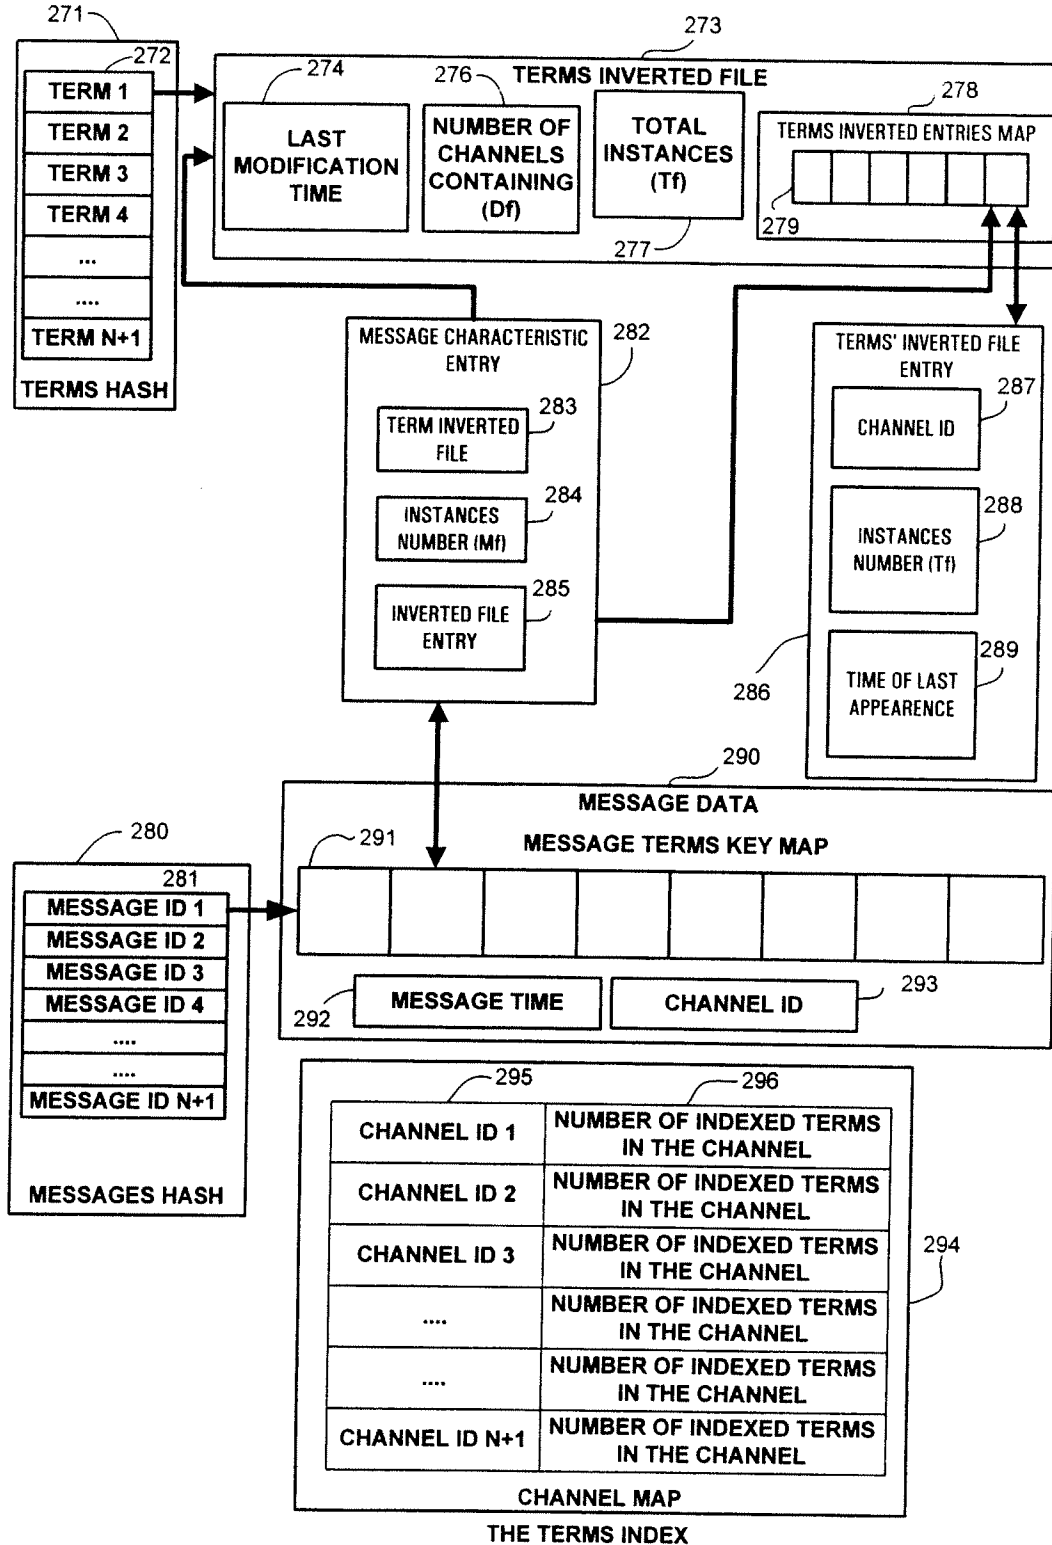 271
272
TERM 1
TERM 2
TERM 3
TERM 4
...
....
TERM N+1
TERMS HASH
273
TERMS INVERTED FILE
274
LAST
MODIFICATION
TIME
276
NUMBER OF
CHANNELS
CONTAINING
(Df)
TOTAL
INSTANCES
(Tf)
277
278
TERMS INVERTED ENTRIES MAP
279
MESSAGE CHARACTERISTIC
ENTRY
282
283
TERM INVERTED
FILE
284
INSTANCES
NUMBER (Mf)
285
INVERTED FILE
ENTRY
TERMS' INVERTED FILE
ENTRY
287
CHANNEL ID
288
INSTANCES
NUMBER (Tf)
289
TIME OF LAST
APPEARENCE
286
290
MESSAGE DATA
MESSAGE TERMS KEY MAP
291
292
MESSAGE TIME
CHANNEL ID
293
280
281
MESSAGE ID 1
MESSAGE ID 2
MESSAGE ID 3
MESSAGE ID 4
....
....
MESSAGE ID N+1
MESSAGES HASH
295
296
CHANNEL ID 1
NUMBER OF INDEXED TERMS
IN THE CHANNEL
CHANNEL ID 2
NUMBER OF INDEXED TERMS
IN THE CHANNEL
CHANNEL ID 3
NUMBER OF INDEXED TERMS
IN THE CHANNEL
....
NUMBER OF INDEXED TERMS
IN THE CHANNEL
....
NUMBER OF INDEXED TERMS
IN THE CHANNEL
CHANNEL ID N+1
NUMBER OF INDEXED TERMS
IN THE CHANNEL
294
CHANNEL MAP
THE TERMS INDEX